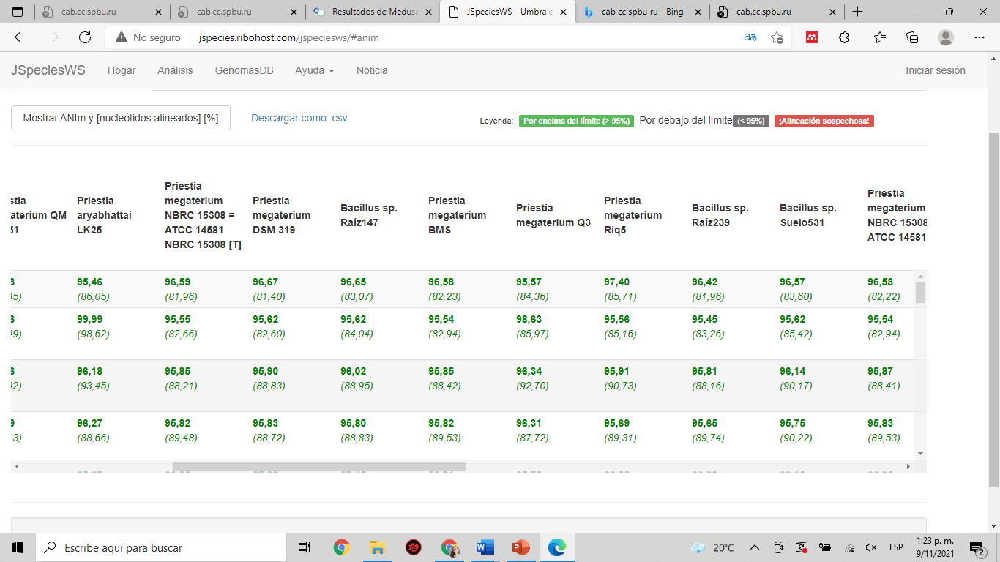 cab.cc.spbu.ru
cab.cc.spbu.ru
Resultados de Medusa
JSpeciesWS - Umbrale
cab cc spbu ru - Bing
cab.cc.spbu.ru
No seguro
jspecies.ribohost.com/jspeciesws/#anim
JSpeciesWS Hogar Análisis GenomasDB Ayuda Noticia Iniciar sesión
Mostrar ANIm y [nucleótidos alineados] [%] Descargar como .csv Leyenda: Por encima del límite (> 95%) Por debajo del límite (< 95%) ¡Alineación sospechosa!
stia
aterium QM
51
Priestia
aryabhattai
LK25
Priestia
megaterium
NBRC 15308 =
ATCC 14581
NBRC 15308 [T]
Priestia
megaterium
DSM 319
Bacillus sp.
Raíz147
Priestia
megaterium
BMS
Priestia
megaterium Q3
Priestia
megaterium
Riq5
Bacillus sp.
Raíz239
Bacillus sp.
Suelo531
Priestia
megaterium
NBRC 15308
ATCC 14581
95,46 96,59 96,67 96,65 96,58 95,57 97,40 96,42 96,57 96,58
(86,05) (81,96) (81,40) (83,07) (82,23) (84,36) (85,71) (81,96) (83,60) (82,22)
99,99 95,55 95,62 95,62 95,54 98,63 95,56 95,45 95,62 95,54
(98,62) (82,66) (82,60) (84,04) (82,94) (85,97) (85,16) (83,26) (85,42) (82,94)
96,18 95,85 95,90 96,02 95,85 96,34 95,91 95,81 96,14 95,87
(93,45) (88,21) (88,83) (88,95) (88,42) (92,70) (90,73) (88,16) (90,17) (88,41)
96,27 95,82 95,83 95,80 95,82 96,31 95,69 95,65 95,75 95,83
(88,66) (89,48) (88,72) (88,83) (89,53) (87,72) (89,31) (89,74) (90,22) (89,53)
Escribe aquí para buscar
20°C
ESP
1:23 p. m.
9/11/2021
2